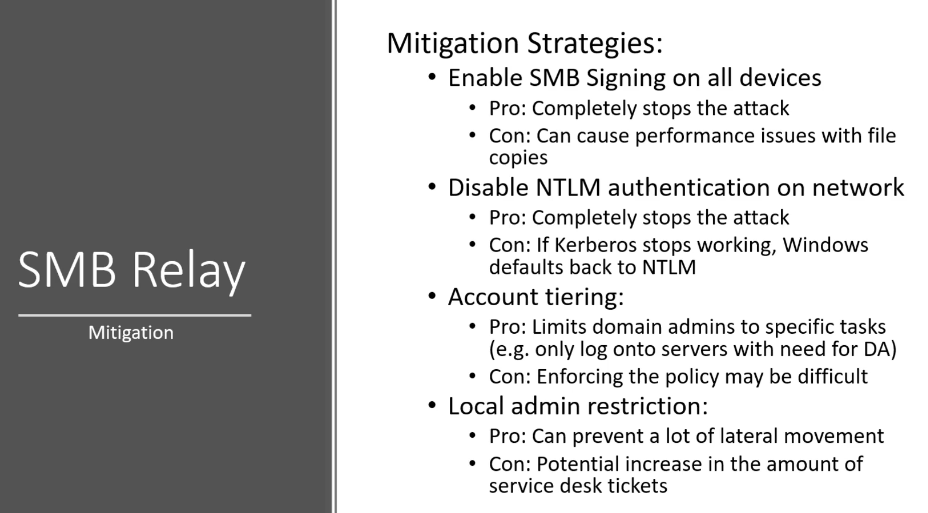 SMB Relay
Mitigation
Mitigation Strategies:
• Enable SMB Signing on all devices
• Pro: Completely stops the attack
• Con: Can cause performance issues with file
copies
• Disable NTLM authentication on network
• Pro: Completely stops the attack
• Con: If Kerberos stops working, Windows
defaults back to NTLM
• Account tiering:
• Pro: Limits domain admins to specific tasks
(e.g. only log onto servers with need for DA)
• Con: Enforcing the policy may be difficult
• Local admin restriction:
• Pro: Can prevent a lot of lateral movement
• Con: Potential increase in the amount of
service desk tickets